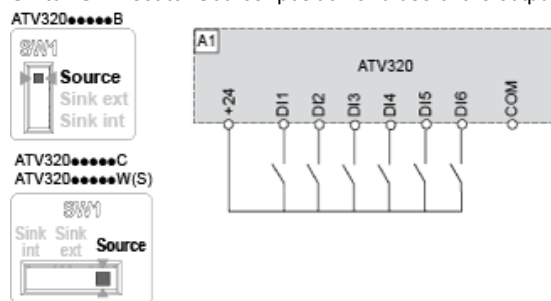 ATV320●●●●●B
SW1
Source
Sink ext
Sink int
A1
ATV320
+24
DI1
DI2
DI3
DI4
DI5
DI6
COM
ATV320●●●●●C
ATV320●●●●●W(S)
SW1
Sink int
Sink ext
Source